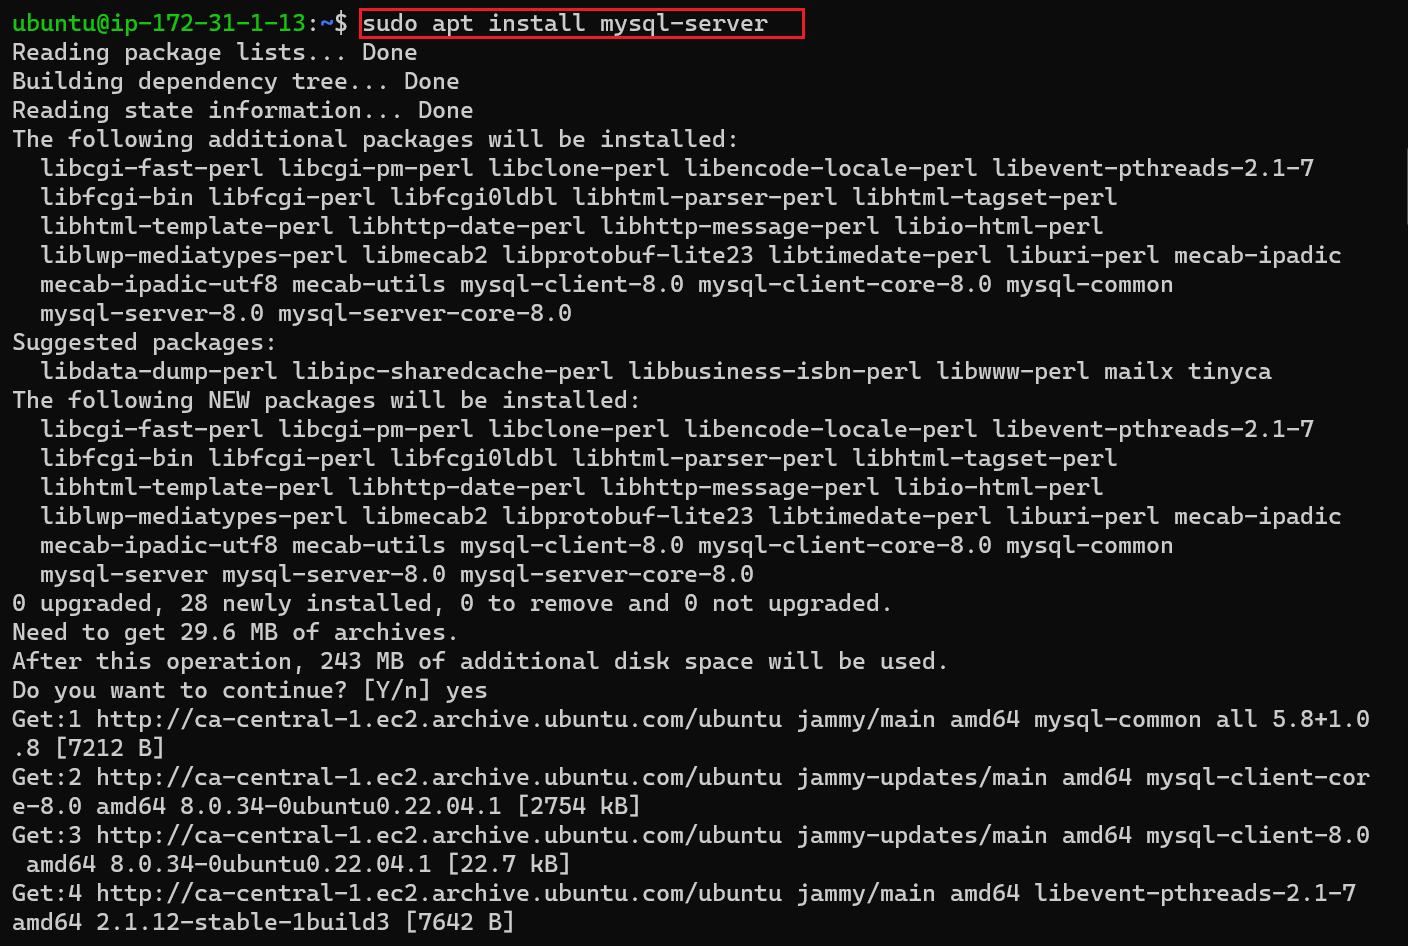 ubuntu@ip-172-31-1-13:~$ sudo apt install mysql-server
Reading package lists... Done
Building dependency tree... Done
Reading state information... Done
The following additional packages will be installed:
  libcgi-fast-perl libcgi-pm-perl libclone-perl libencode-locale-perl libevent-pthreads-2.1-7
  libfcgi-bin libfcgi-perl libfcgi0ldbl libhtml-parser-perl libhtml-tagset-perl
  libhtml-template-perl libhttp-date-perl libhttp-message-perl libio-html-perl
  liblwp-mediatypes-perl libmecab2 libprotobuf-lite23 libtimedate-perl liburi-perl mecab-ipadic
  mecab-ipadic-utf8 mecab-utils mysql-client-8.0 mysql-client-core-8.0 mysql-common
  mysql-server-8.0 mysql-server-core-8.0
Suggested packages:
  libdata-dump-perl libipc-sharedcache-perl libbusiness-isbn-perl libwww-perl mailx tinyca
The following NEW packages will be installed:
  libcgi-fast-perl libcgi-pm-perl libclone-perl libencode-locale-perl libevent-pthreads-2.1-7
  libfcgi-bin libfcgi-perl libfcgi0ldbl libhtml-parser-perl libhtml-tagset-perl
  libhtml-template-perl libhttp-date-perl libhttp-message-perl libio-html-perl
  liblwp-mediatypes-perl libmecab2 libprotobuf-lite23 libtimedate-perl liburi-perl mecab-ipadic
  mecab-ipadic-utf8 mecab-utils mysql-client-8.0 mysql-client-core-8.0 mysql-common
  mysql-server mysql-server-8.0 mysql-server-core-8.0
0 upgraded, 28 newly installed, 0 to remove and 0 not upgraded.
Need to get 29.6 MB of archives.
After this operation, 243 MB of additional disk space will be used.
Do you want to continue? [Y/n] yes
Get:1 http://ca-central-1.ec2.archive.ubuntu.com/ubuntu jammy/main amd64 mysql-common all 5.8+1.0
.8 [7212 B]
Get:2 http://ca-central-1.ec2.archive.ubuntu.com/ubuntu jammy-updates/main amd64 mysql-client-cor
e-8.0 amd64 8.0.34-0ubuntu0.22.04.1 [2754 kB]
Get:3 http://ca-central-1.ec2.archive.ubuntu.com/ubuntu jammy-updates/main amd64 mysql-client-8.0
 amd64 8.0.34-0ubuntu0.22.04.1 [22.7 kB]
Get:4 http://ca-central-1.ec2.archive.ubuntu.com/ubuntu jammy/main amd64 libevent-pthreads-2.1-7
amd64 2.1.12-stable-1build3 [7642 B]